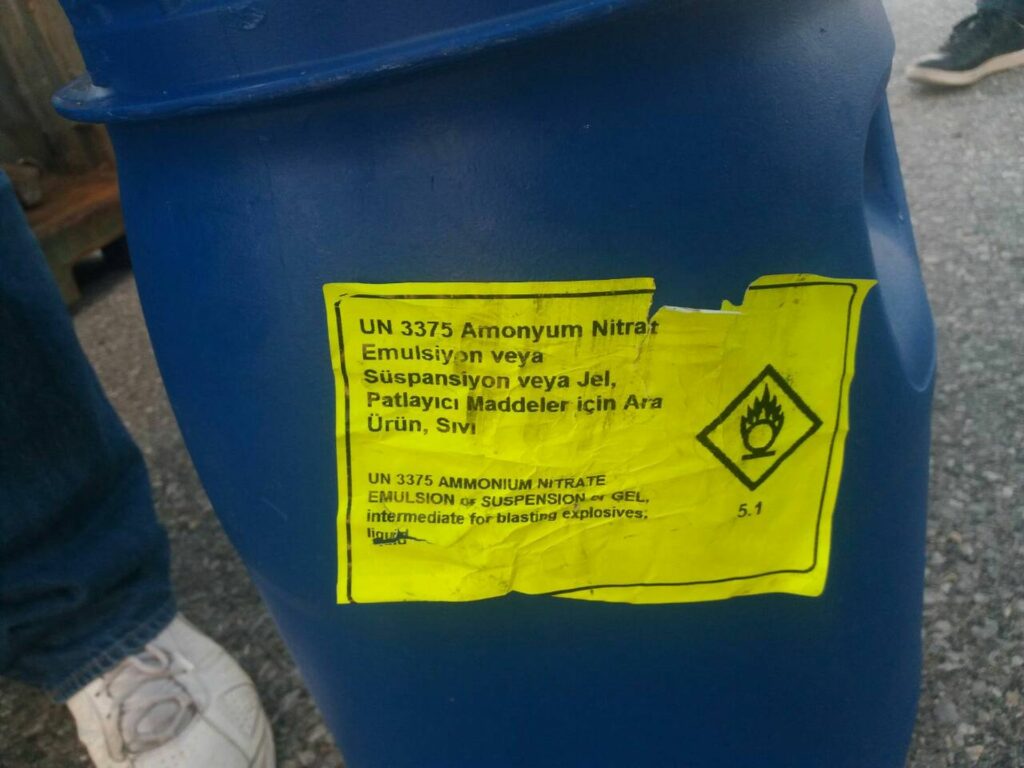 UN 3375 Amonyum Nitrat
Emulsiyon veya
Süspansiyon veya Jel,
Patlayıcı Maddeler için Ara
Ürün, Sıvı
UN 3375 AMMONIUM NITRATE
EMULSION or SUSPENSION or GEL,
intermediate for blasting explosives,
liquid
5.1